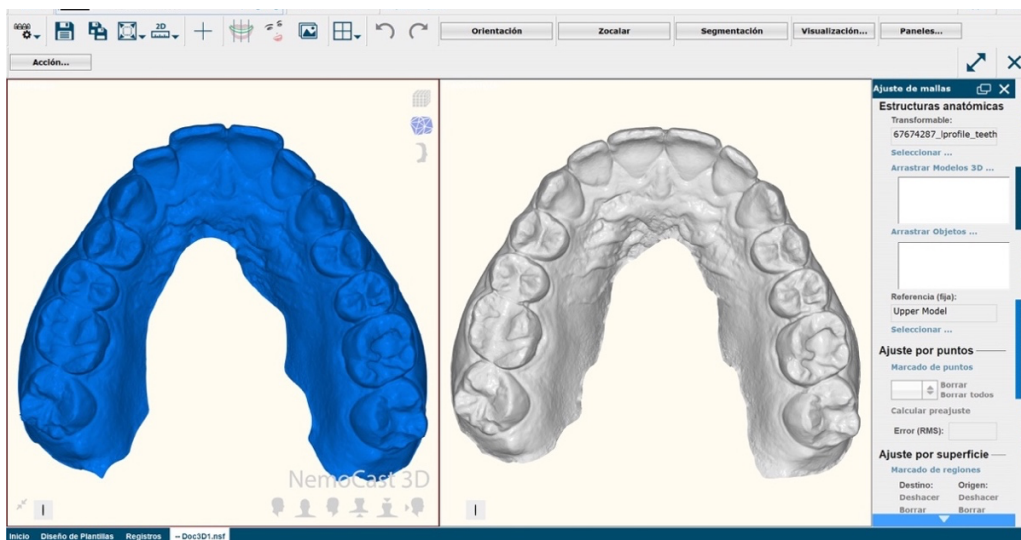 2D
Orientación
Zocalar
Segmentación
Visualización...
Paneles...
Acción...
Ajuste de mallas
Estructuras anatómicas
Transformable:
67674287_lprofile_teeth
Seleccionar ...
Arrastrar Modelos 3D ...
Arrastrar Objetos ...
Referencia (fija):
Upper Model
Seleccionar ...
Ajuste por puntos
Marcado de puntos
Borrar
Borrar todos
Calcular preajuste
Error (RMS):
Ajuste por superficie
Marcado de regiones
Destino: Origen:
Deshacer Deshacer
Borrar Borrar
NemoCast 3D
I
I
Inicio Diseño de Plantillas Registros -- Doc3D1.nsf